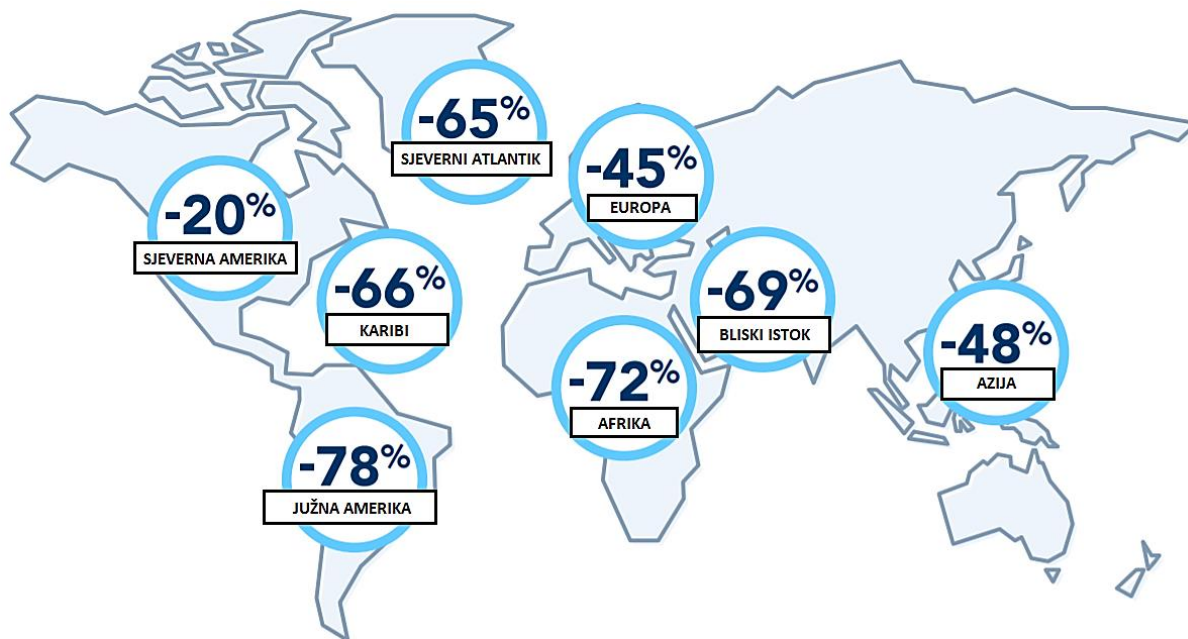 -65%
SJEVERNI ATLANTIK
-45%
EUROPA
-20%
SJEVERNA AMERIKA
-66%
KARIBI
-69%
BLISKI ISTOK
-48%
AZIJA
-72%
AFRIKA
-78%
JUŽNA AMERIKA